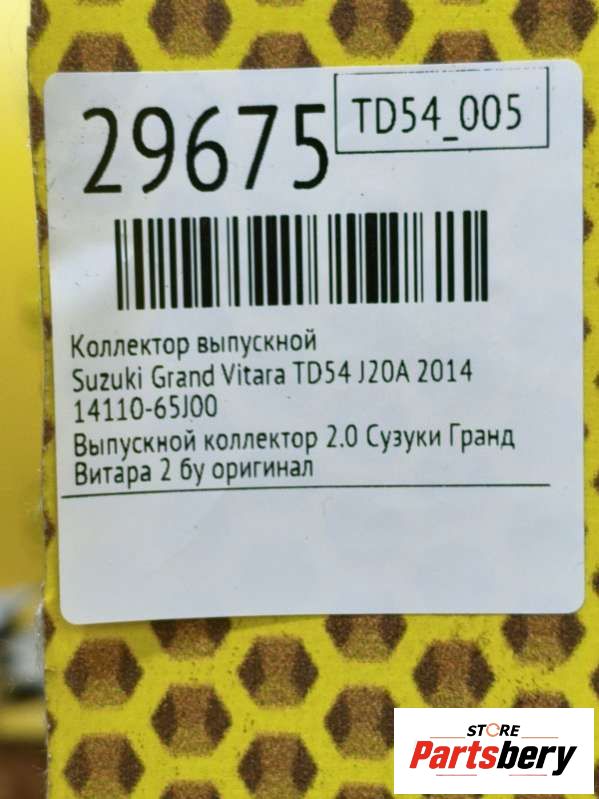 29675
TD54_005
Коллектор выпускной
Suzuki Grand Vitara TD54 J20A 2014
14110-65J00
Выпускной коллектор 2.0 Сузуки Гранд
Витара 2 бу оригинал
STORE
Partsbery